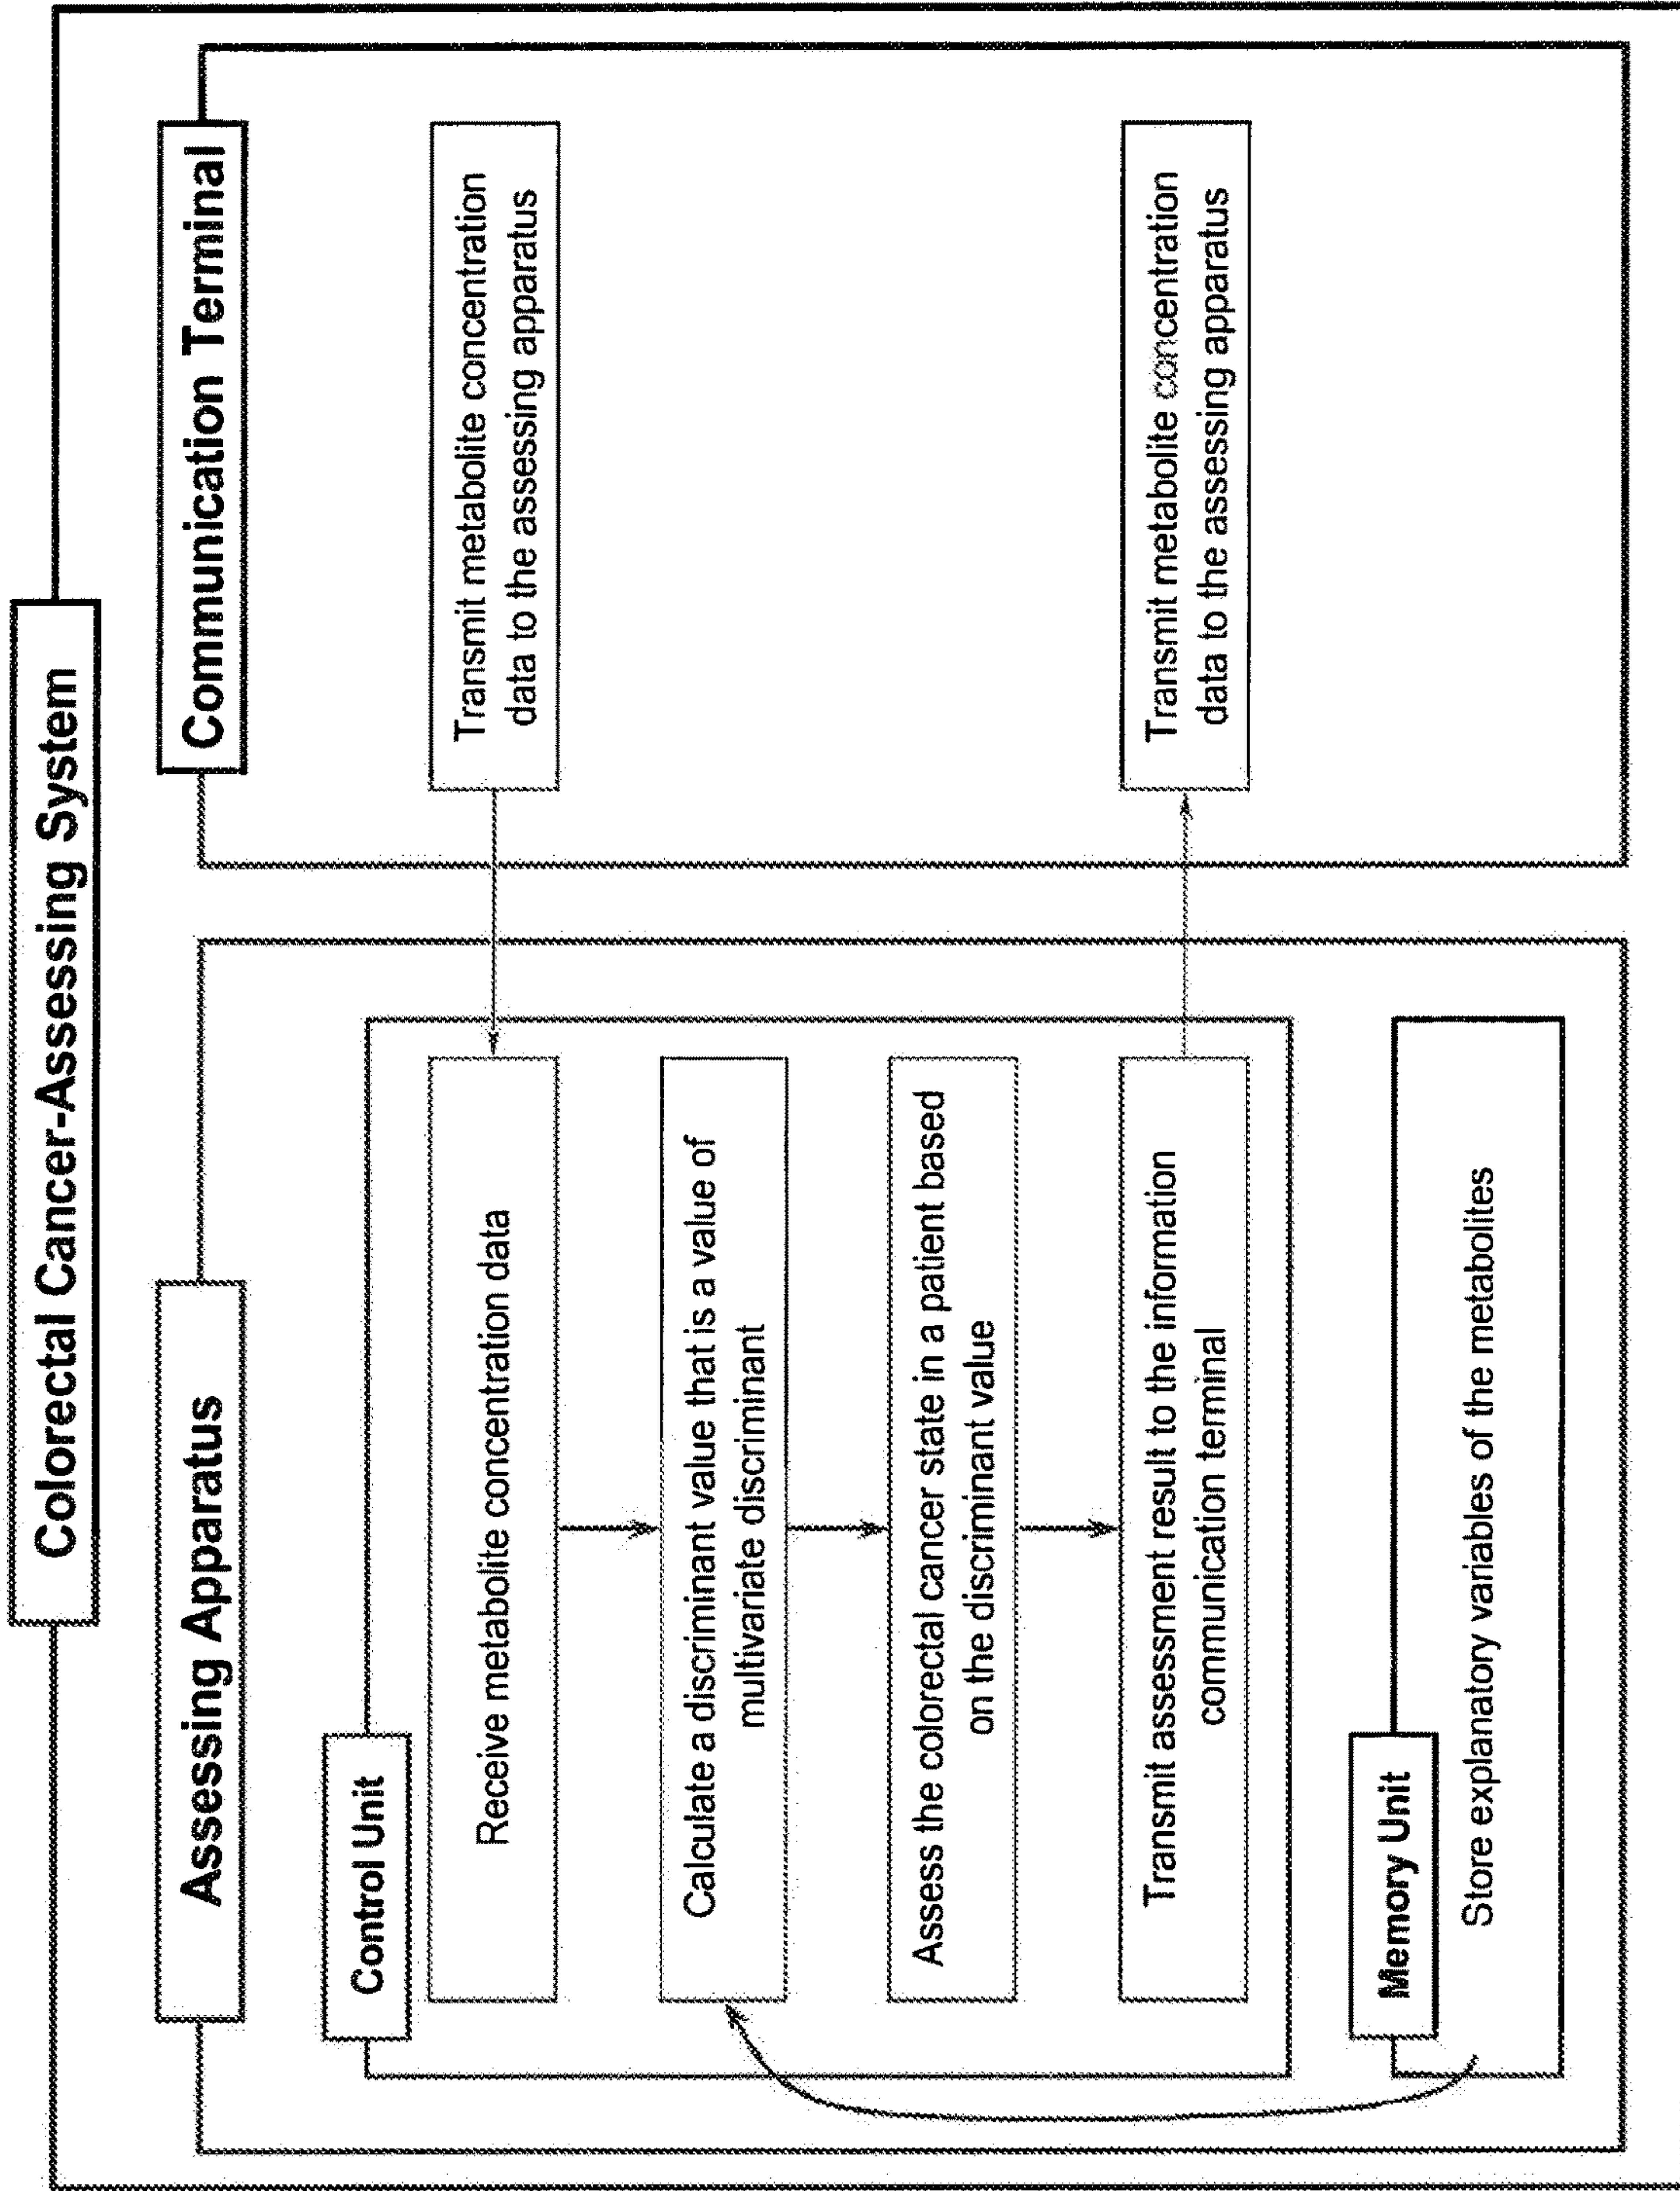 Colorectal Cancer-Assessing System
Assessing Apparatus
Control Unit
Receive metabolite concentration data
Calculate a discriminant value that is a value of
multivariate discriminant
Assess the colorectal cancer state in a patient based
on the discriminant value
Transmit assessment result to the information
communication terminal
Memory Unit
Store explanatory variables of the metabolites
Communication Terminal
Transmit metabolite concentration
data to the assessing apparatus
Transmit metabolite concentration
data to the assessing apparatus